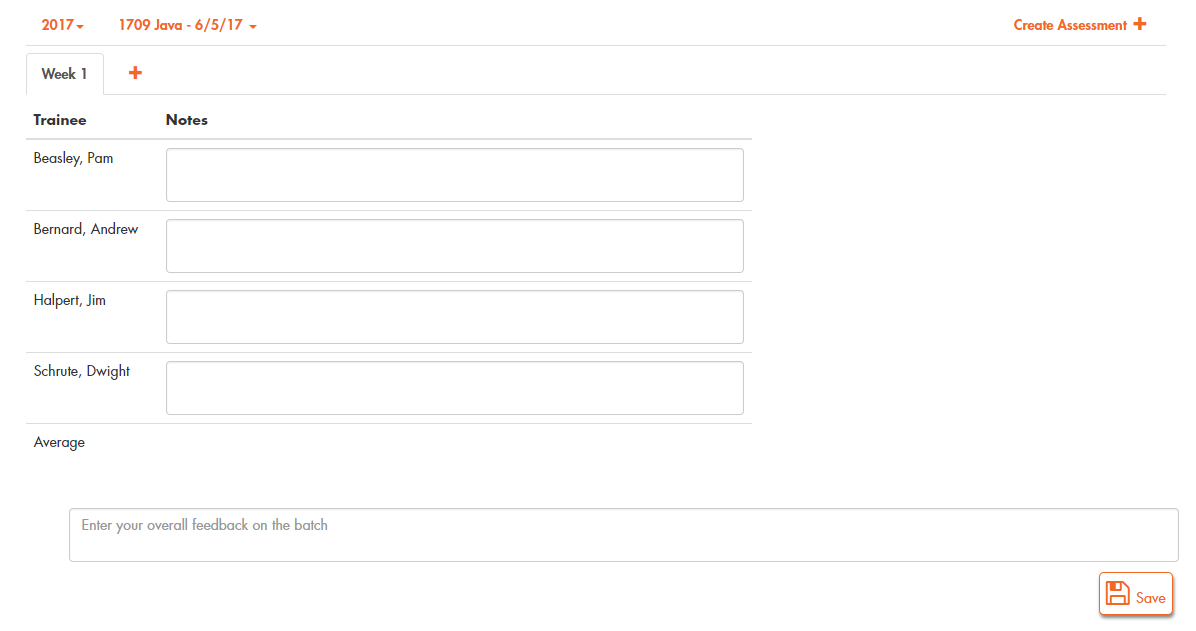 2017 1709 Java - 6/5/17 Create Assessment
Week 1
Trainee Notes
Beasley, Pam
Bernard, Andrew
Halpert, Jim
Schrute, Dwight
Average
Enter your overall feedback on the batch
Save